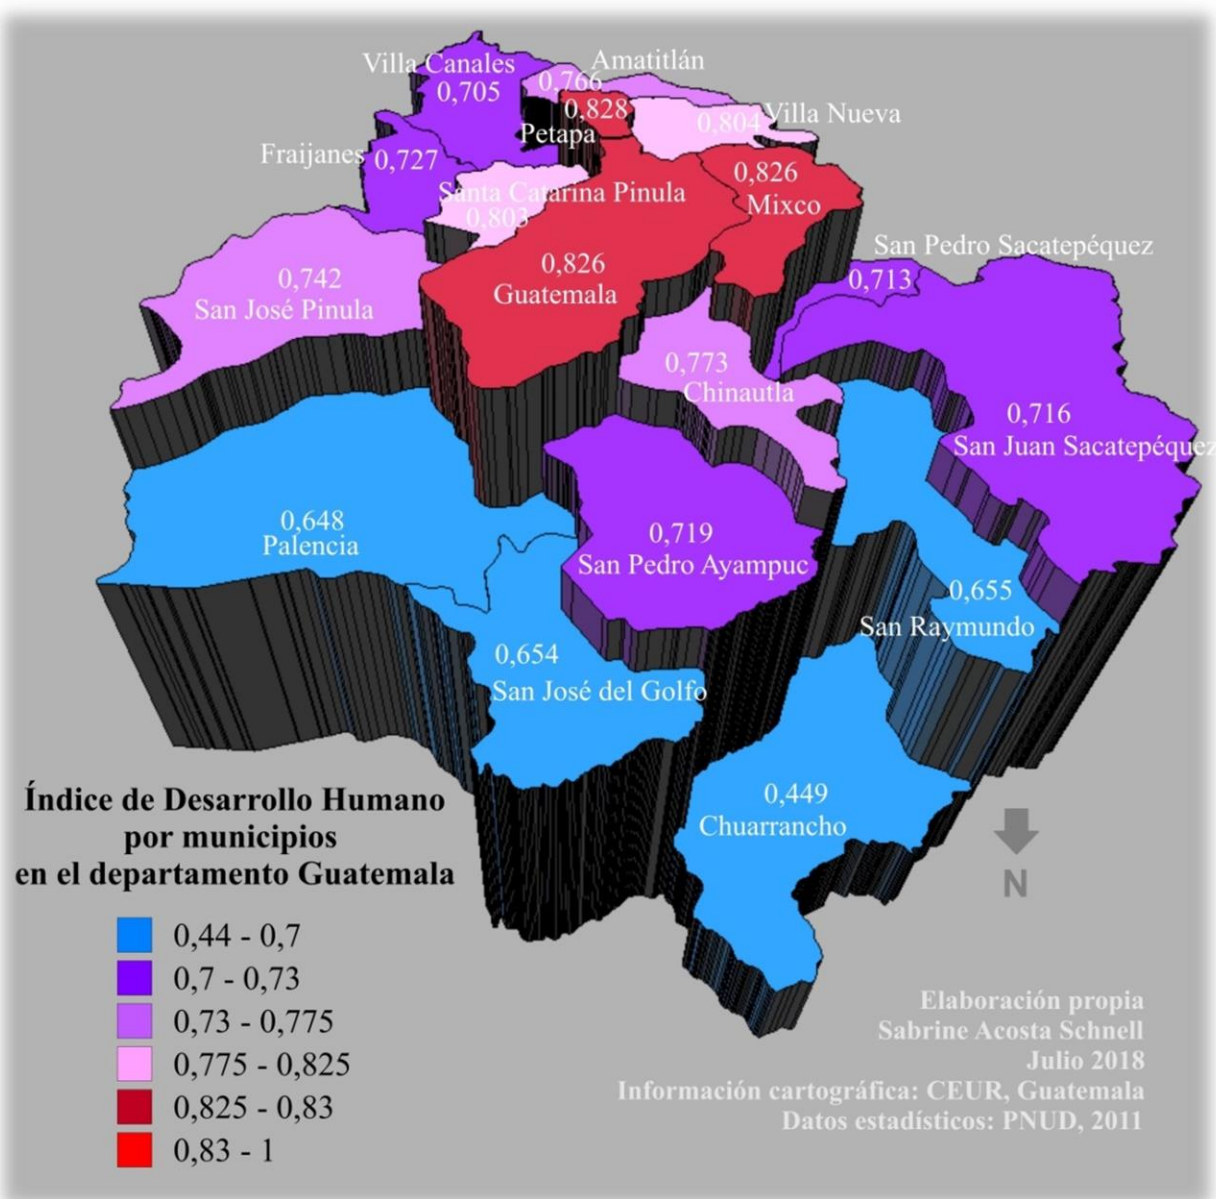 Villa Canales
0,705
Amatitlán
0,766
0,828
Petapa
0,804
Villa Nueva
Fraijanes
0,727
Santa Catarina Pinula
0,803
0,826
Mixco
San Pedro Sacatepéquez
0,713
0,742
San José Pinula
0,826
Guatemala
0,773
Chinautla
0,716
San Juan Sacatepéquez
0,648
Palencia
0,719
San Pedro Ayampuc
0,655
San Raymundo
0,654
San José del Golfo
0,449
Chuarrancho
N
Índice de Desarrollo Humano
por municipios
en el departamento Guatemala
0,44 - 0,7
0,7 - 0,73
0,73 - 0,775
0,775 - 0,825
0,825 - 0,83
0,83 - 1
Elaboración propia
Sabrine Acosta Schnell
Julio 2018
Información cartográfica: CEUR, Guatemala
Datos estadísticos: PNUD, 2011